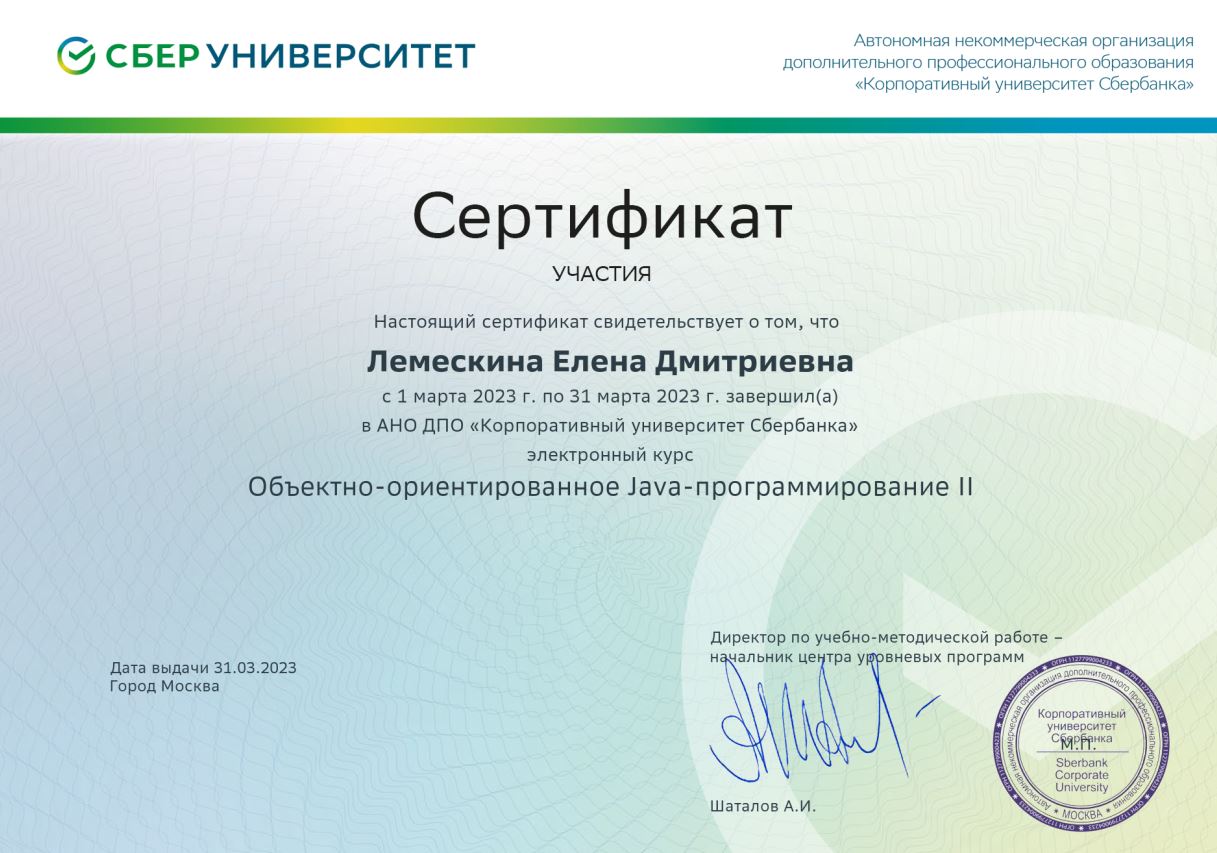 СБЕР УНИВЕРСИТЕТ
Автономная некоммерческая организация
дополнительного профессионального образования
«Корпоративный университет Сбербанка»
Сертификат
УЧАСТИЯ
Настоящий сертификат свидетельствует о том, что
Лемескина Елена Дмитриевна
с 1 марта 2023 г. по 31 марта 2023 г. завершил(а)
в АНО ДПО «Корпоративный университет Сбербанка»
электронный курс
Объектно-ориентированное Java-программирование II
Дата выдачи 31.03.2023
Город Москва
Директор по учебно-методической работе –
начальник центра уровневых программ
Шаталов А.И.
М.П.
Корпоративный
университет
Сбербанка
Sberbank
Corporate
University
Автономная некоммерческая организация дополнительного профессионального образования
* МОСКВА *